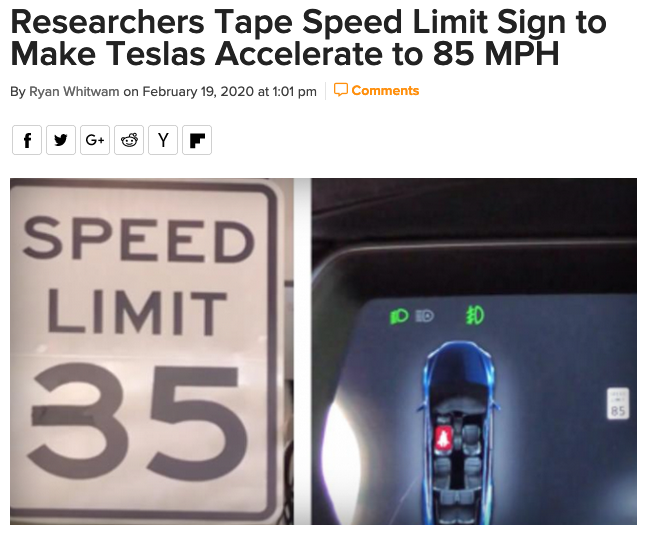 Researchers Tape Speed Limit Sign to
Make Teslas Accelerate to 85 MPH
By Ryan Whitwam on February 19, 2020 at 1:01 pm
Comments
f
G+
Y
SPEED
LIMIT
35
85